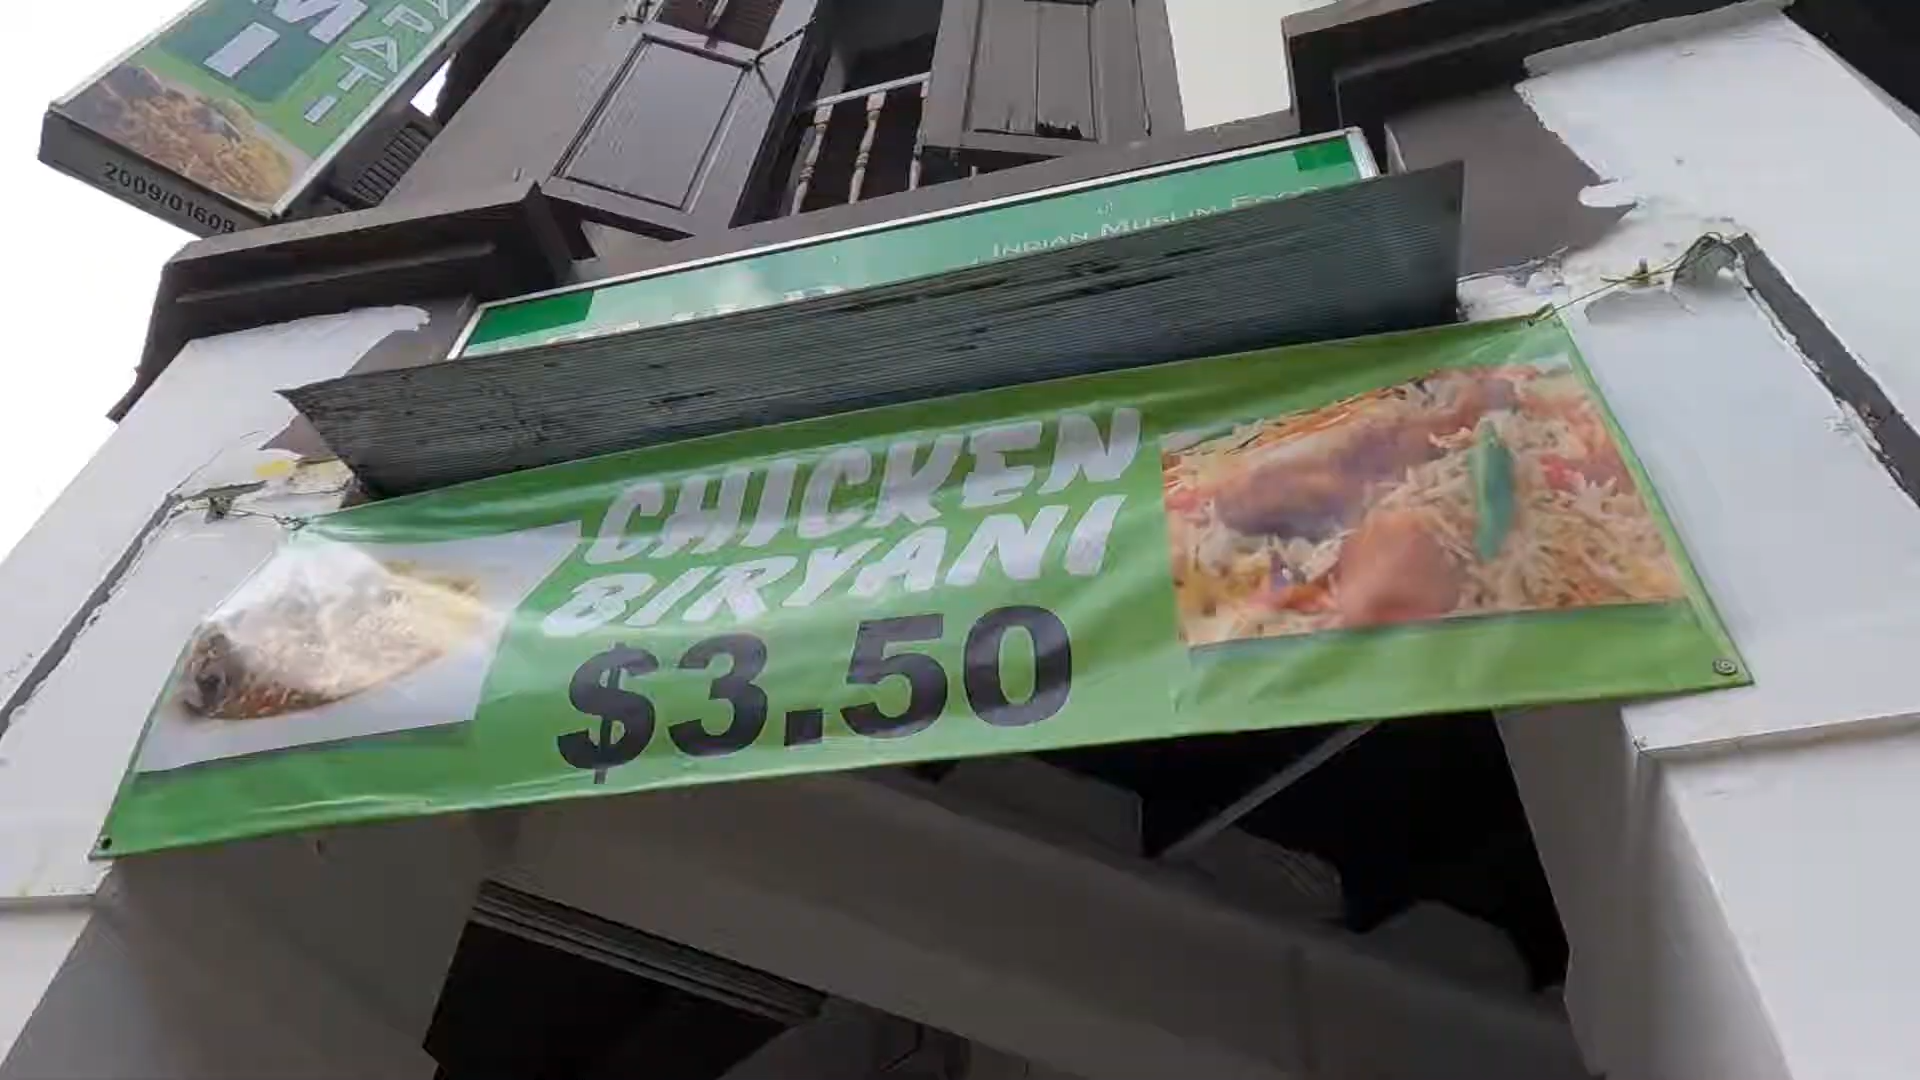 2009/01609
INDIAN MUSLIM FOOD
CHICKEN
BIRYANI
$3.50